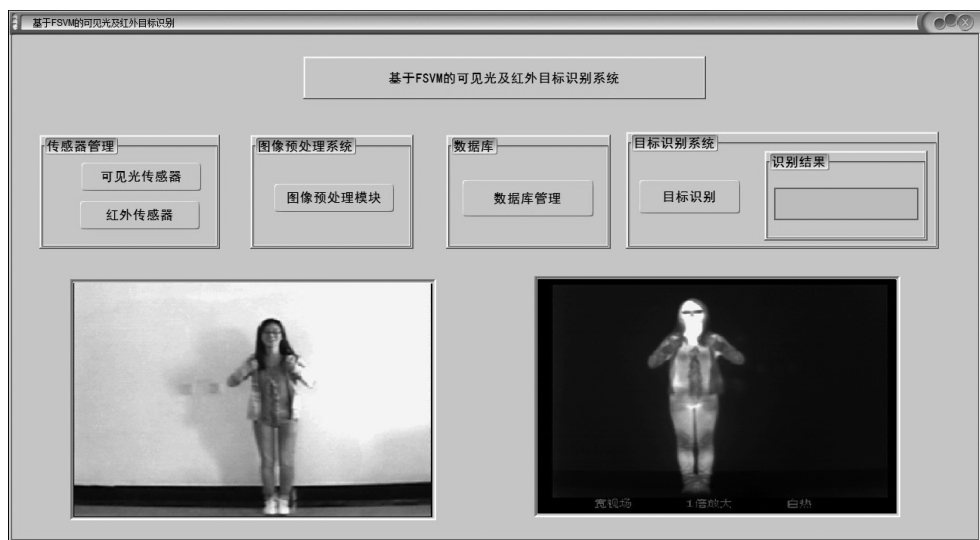 基于FSVM的可见光及红外目标识别
基于FSVM的可见光及红外目标识别系统
传感器管理
可见光传感器
红外传感器
图像预处理系统
图像预处理模块
数据库
数据库管理
目标识别系统
目标识别
识别结果
宽视场 1倍放大 白热